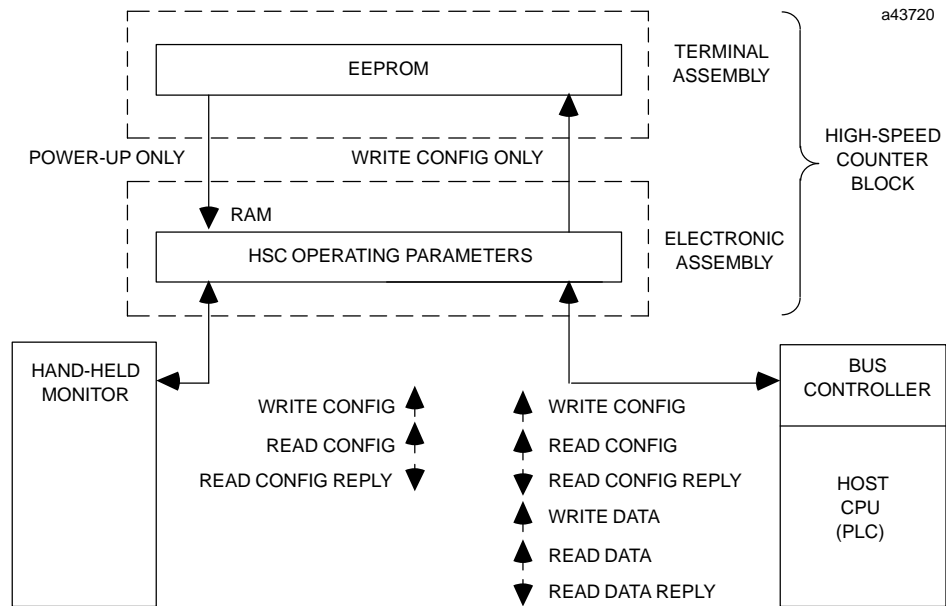 a43720
EEPROM
TERMINAL
ASSEMBLY
POWER-UP ONLY
WRITE CONFIG ONLY
HIGH-SPEED
COUNTER
BLOCK
RAM
HSC OPERATING PARAMETERS
ELECTRONIC
ASSEMBLY
HAND-HELD
MONITOR
BUS
CONTROLLER
WRITE CONFIG
READ CONFIG
READ CONFIG REPLY
WRITE CONFIG
READ CONFIG
READ CONFIG REPLY
WRITE DATA
READ DATA
READ DATA REPLY
HOST
CPU
(PLC)